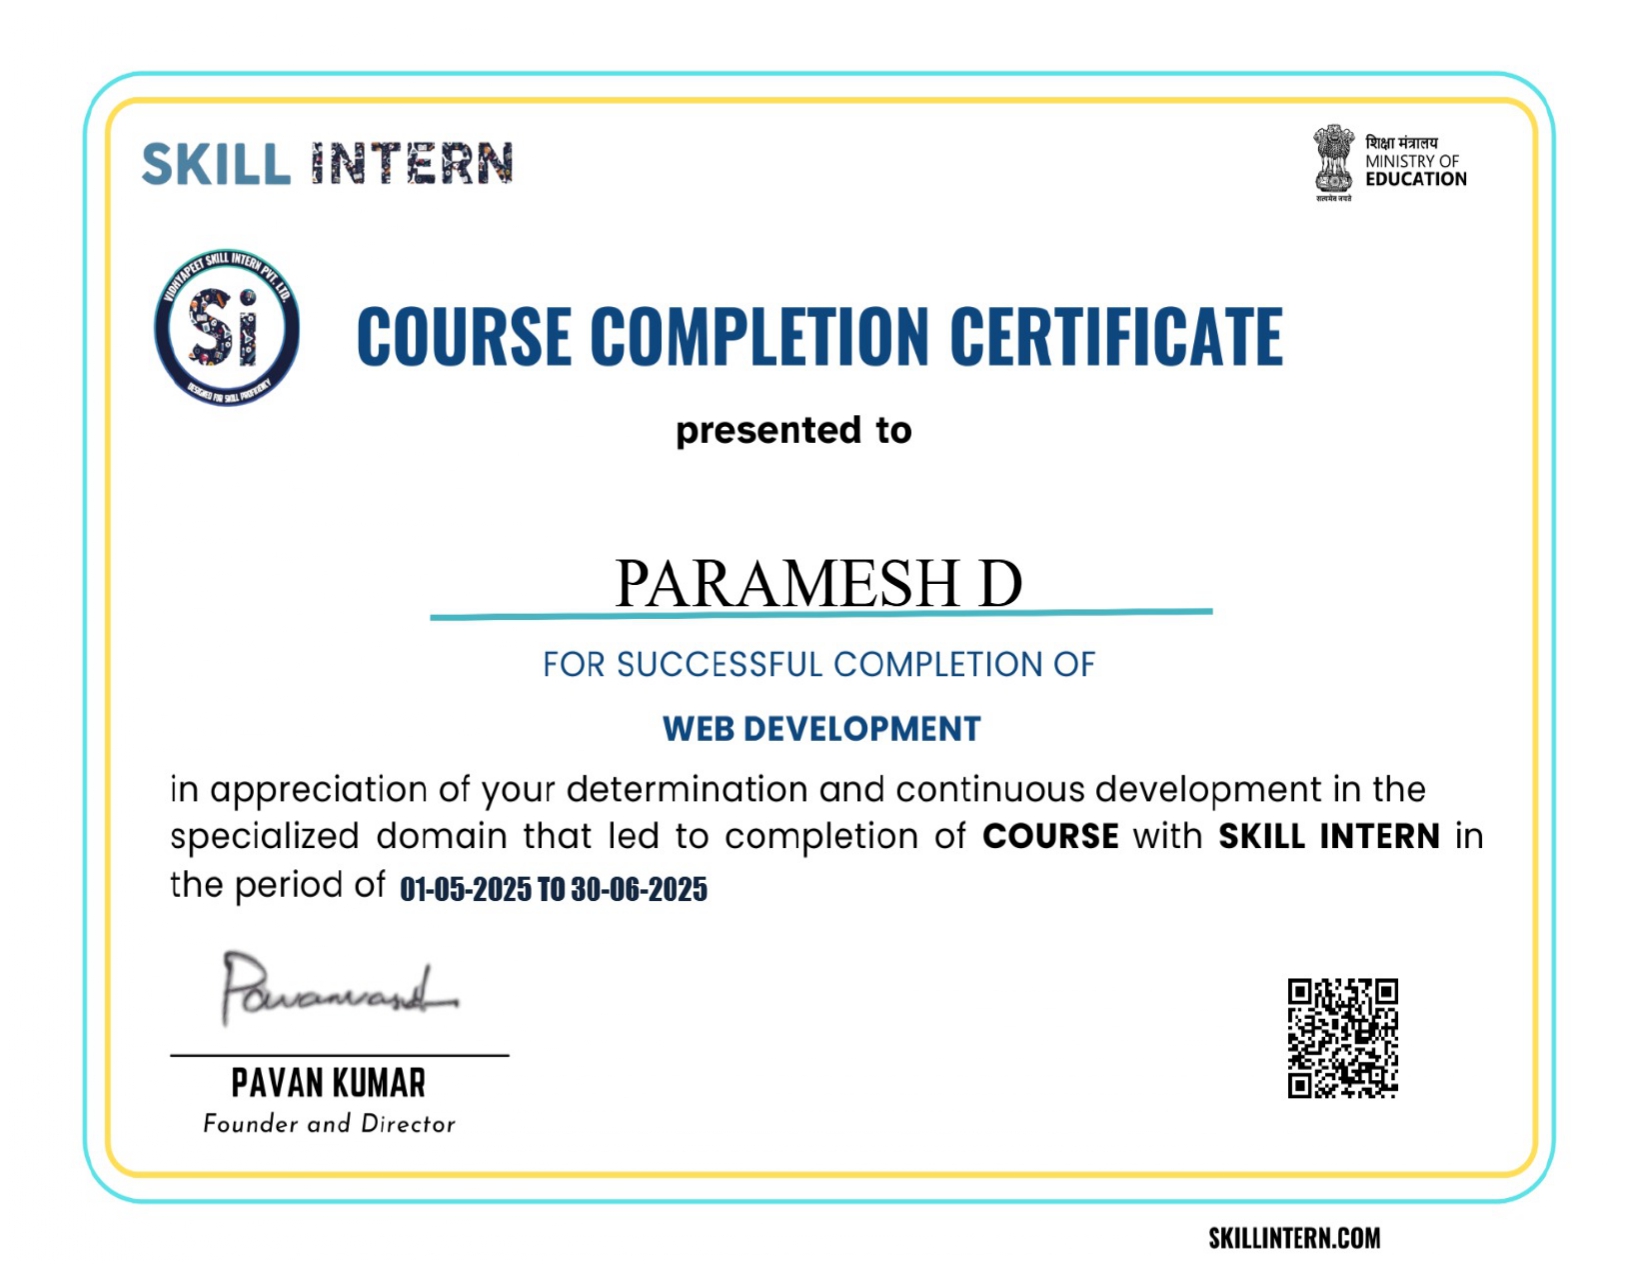 SKILL INTERN
शिक्षा मंत्रालय
MINISTRY OF
EDUCATION
सत्यमेव जयते
VIDHYAPEET SKILL INTERN PVT. LTD.
Si
DESIGNED FOR SKILL PROFICIENCY
COURSE COMPLETION CERTIFICATE
presented to
PARAMESH D
FOR SUCCESSFUL COMPLETION OF
WEB DEVELOPMENT
in appreciation of your determination and continuous development in the
specialized domain that led to completion of COURSE with SKILL INTERN in
the period of 01-05-2025 TO 30-06-2025
PAVAN KUMAR
Founder and Director
SKILLINTERN.COM